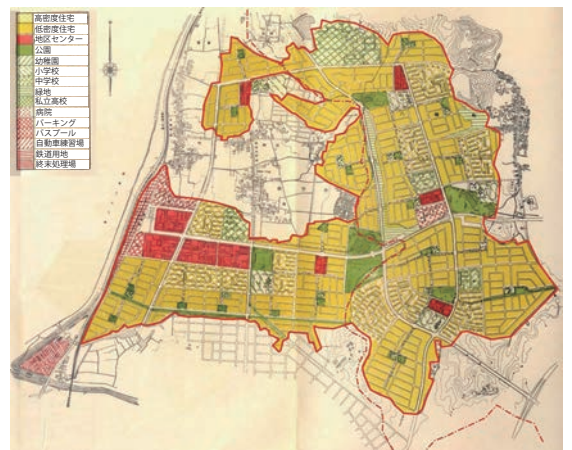 高密度住宅
低密度住宅
地区センター
公園
幼稚園
小学校
中学校
緑地
私立高校
病院
パーキング
バスプール
自動車練習場
鉄道用地
終末処理場